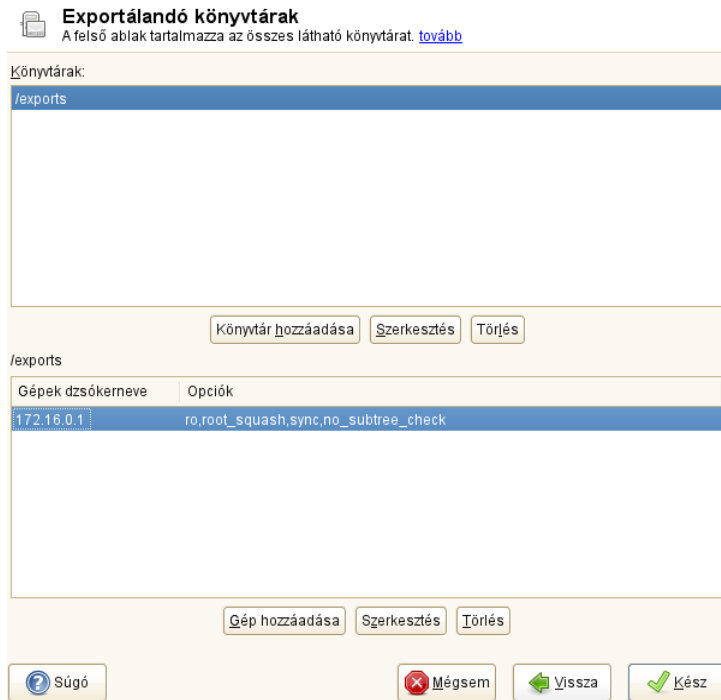 Exportálandó könyvtárak
A felső ablak tartalmazza az összes látható könyvtárat. tovább
Könyvtárak:
/exports
Könyvtár hozzáadása Szerkesztés Törlés
/exports
Gépek dzsókerneve Opciók
172.16.0.1 ro,root_squash,sync,no_subtree_check
Gép hozzáadása Szerkesztés Törlés
Súgó Mégsem Vissza Kész